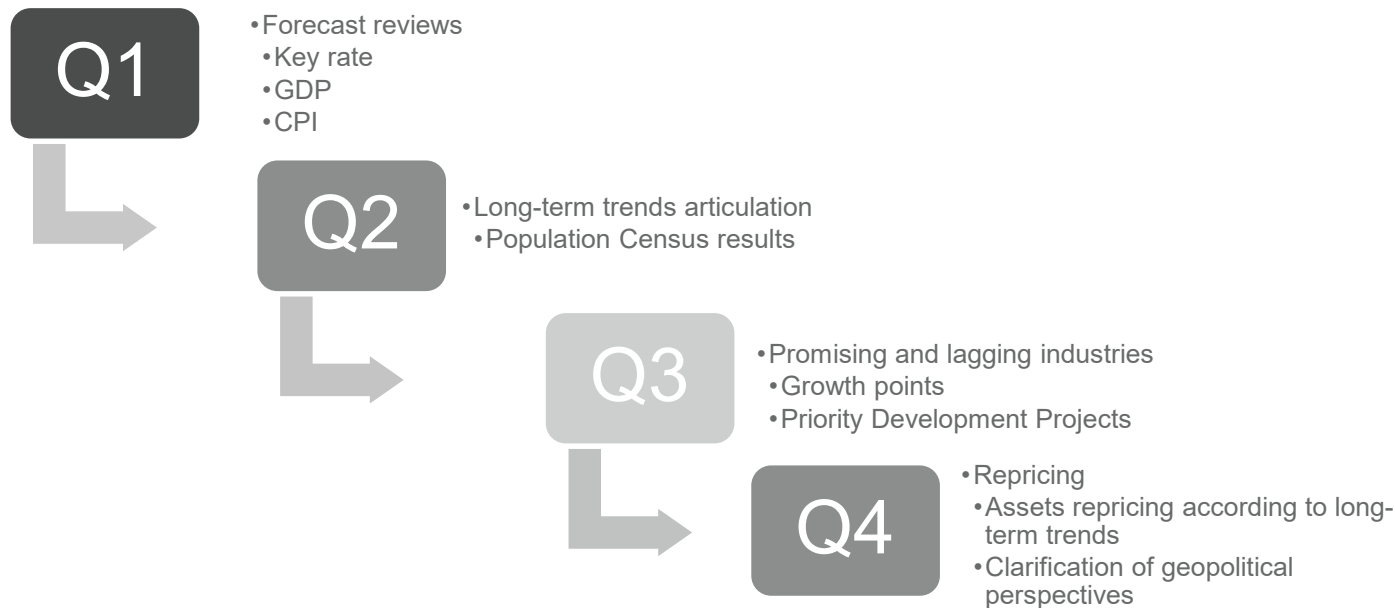 Q1
•Forecast reviews
•Key rate
•GDP
•CPI
Q2
•Long-term trends articulation
•Population Census results
Q3
•Promising and lagging industries
•Growth points
•Priority Development Projects
Q4
•Repricing
•Assets repricing according to long-
term trends
•Clarification of geopolitical
perspectives